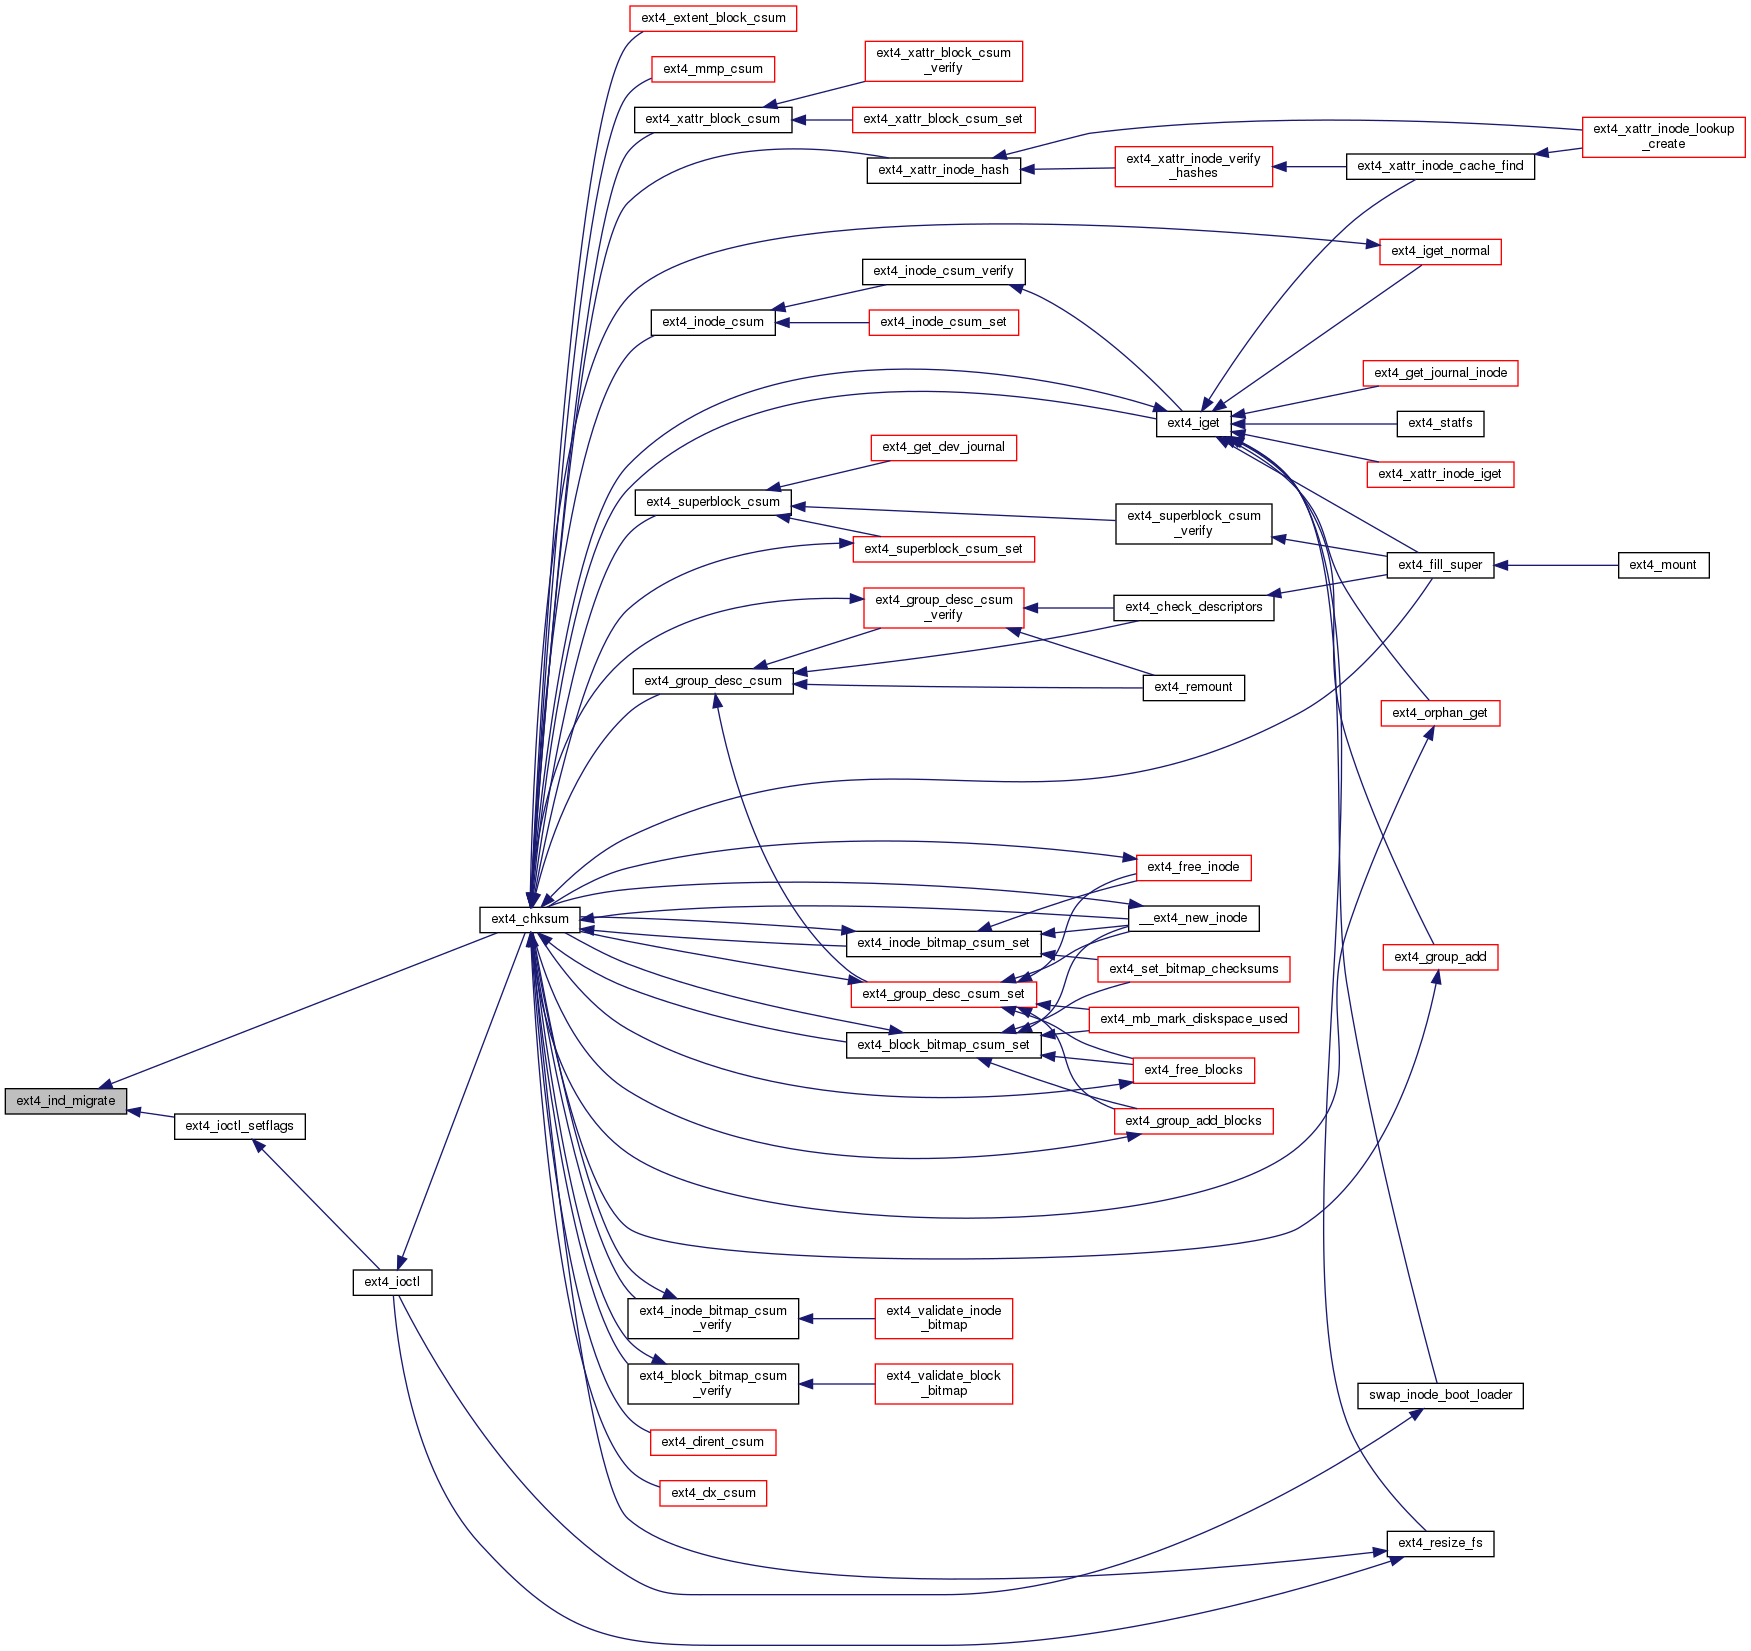 ext4_extent_block_csum
ext4_mmp_csum
ext4_xattr_block_csum
_verify
ext4_xattr_block_csum
ext4_xattr_block_csum_set
ext4_xattr_inode_lookup
_create
ext4_xattr_inode_hash
ext4_xattr_inode_verify
_hashes
ext4_xattr_inode_cache_find
ext4_iget_normal
ext4_inode_csum_verify
ext4_inode_csum
ext4_inode_csum_set
ext4_get_journal_inode
ext4_iget
ext4_statfs
ext4_get_dev_journal
ext4_xattr_inode_iget
ext4_superblock_csum
ext4_superblock_csum
_verify
ext4_superblock_csum_set
ext4_fill_super
ext4_mount
ext4_group_desc_csum
_verify
ext4_check_descriptors
ext4_group_desc_csum
ext4_remount
ext4_orphan_get
ext4_free_inode
ext4_chksum
__ext4_new_inode
ext4_inode_bitmap_csum_set
ext4_group_add
ext4_set_bitmap_checksums
ext4_group_desc_csum_set
ext4_mb_mark_diskspace_used
ext4_block_bitmap_csum_set
ext4_free_blocks
ext4_ind_migrate
ext4_ioctl_setflags
ext4_group_add_blocks
ext4_ioctl
ext4_inode_bitmap_csum
_verify
ext4_validate_inode
_bitmap
ext4_block_bitmap_csum
_verify
ext4_validate_block
_bitmap
swap_inode_boot_loader
ext4_dirent_csum
ext4_dx_csum
ext4_resize_fs